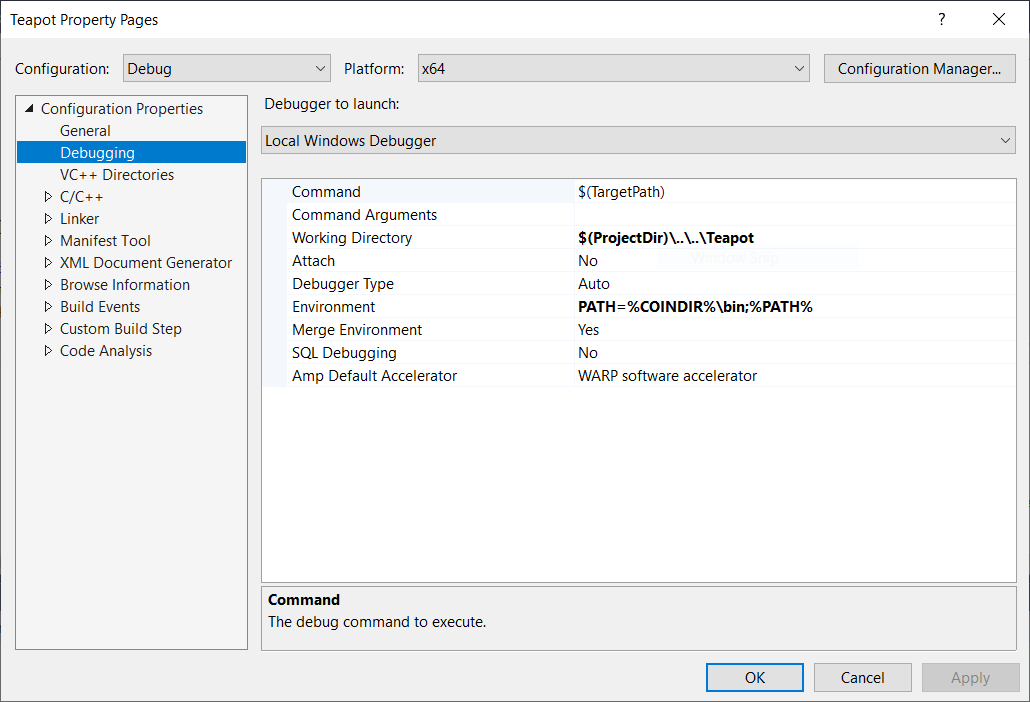 Teapot Property Pages
?
Configuration:
Debug
Platform:
x64
Configuration Manager...
Configuration Properties
General
Debugging
VC++ Directories
C/C++
Linker
Manifest Tool
XML Document Generator
Browse Information
Build Events
Custom Build Step
Code Analysis
Debugger to launch:
Local Windows Debugger
Command $(TargetPath)
Command Arguments
Working Directory $(ProjectDir)\..\..\Teapot
Attach No
Debugger Type Auto
Environment PATH=%COINDIR%\bin;%PATH%
Merge Environment Yes
SQL Debugging No
Amp Default Accelerator WARP software accelerator
Command
The debug command to execute.
OK
Cancel
Apply